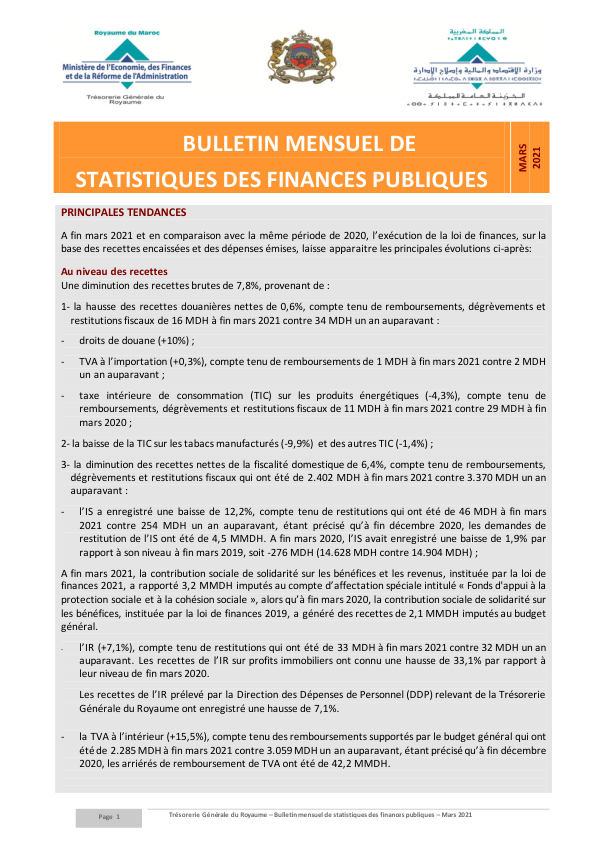 Royaume du Maroc
Ministère de l'Economie, des Finances
et de la Réforme de l'Administration
Trésorerie Générale du
Royaume
المملكة المغربية
وزارة الاقتصاد والمالية وإصلاح الإدارة
الخزينة العامة للمملكة
BULLETIN MENSUEL DE
STATISTIQUES DES FINANCES PUBLIQUES
MARS
2021
PRINCIPALES TENDANCES
A fin mars 2021 et en comparaison avec la même période de 2020, l'exécution de la loi de finances, sur la
base des recettes encaissées et des dépenses émises, laisse apparaitre les principales évolutions ci-après:
Au niveau des recettes
Une diminution des recettes brutes de 7,8%, provenant de :
1- la hausse des recettes douanières nettes de 0,6%, compte tenu de remboursements, dégrèvements et
restitutions fiscaux de 16 MDH à fin mars 2021 contre 34 MDH un an auparavant :
- droits de douane (+10%) ;
- TVA à l'importation (+0,3%), compte tenu de remboursements de 1 MDH à fin mars 2021 contre 2 MDH
un an auparavant ;
- taxe intérieure de consommation (TIC) sur les produits énergétiques (-4,3%), compte tenu de
remboursements, dégrèvements et restitutions fiscaux de 11 MDH à fin mars 2021 contre 29 MDH à fin
mars 2020 ;
2- la baisse de la TIC sur les tabacs manufacturés (-9,9%) et des autres TIC (-1,4%) ;
3- la diminution des recettes nettes de la fiscalité domestique de 6,4%, compte tenu de remboursements,
dégrèvements et restitutions fiscaux qui ont été de 2.402 MDH à fin mars 2021 contre 3.370 MDH un an
auparavant :
- l'IS a enregistré une baisse de 12,2%, compte tenu de restitutions qui ont été de 46 MDH à fin mars
2021 contre 254 MDH un an auparavant, étant précisé qu'à fin décembre 2020, les demandes de
restitution de l'IS ont été de 4,5 MMDH. A fin mars 2020, l'IS avait enregistré une baisse de 1,9% par
rapport à son niveau à fin mars 2019, soit -276 MDH (14.628 MDH contre 14.904 MDH) ;
A fin mars 2021, la contribution sociale de solidarité sur les bénéfices et les revenus, instituée par la loi de
finances 2021, a rapporté 3,2 MMDH imputés au compte d'affectation spéciale intitulé « Fonds d'appui à la
protection sociale et à la cohésion sociale », alors qu'à fin mars 2020, la contribution sociale de solidarité sur
les bénéfices, instituée par la loi de finances 2019, a généré des recettes de 2,1 MMDH imputés au budget
général.
- l'IR (+7,1%), compte tenu de restitutions qui ont été de 33 MDH à fin mars 2021 contre 32 MDH un an
auparavant. Les recettes de l'IR sur profits immobiliers ont connu une hausse de 33,1% par rapport à
leur niveau de fin mars 2020.
Les recettes de l'IR prélevé par la Direction des Dépenses de Personnel (DDP) relevant de la Trésorerie
Générale du Royaume ont enregistré une hausse de 7,1%.
- la TVA à l'intérieur (+15,5%), compte tenu des remboursements supportés par le budget général qui ont
été de 2.285 MDH à fin mars 2021 contre 3.059 MDH un an auparavant, étant précisé qu'à fin décembre
2020, les arriérés de remboursement de TVA ont été de 42,2 MMDH.
Page 1
Trésorerie Générale du Royaume – Bulletin mensuel de statistiques des finances publiques – Mars 2021